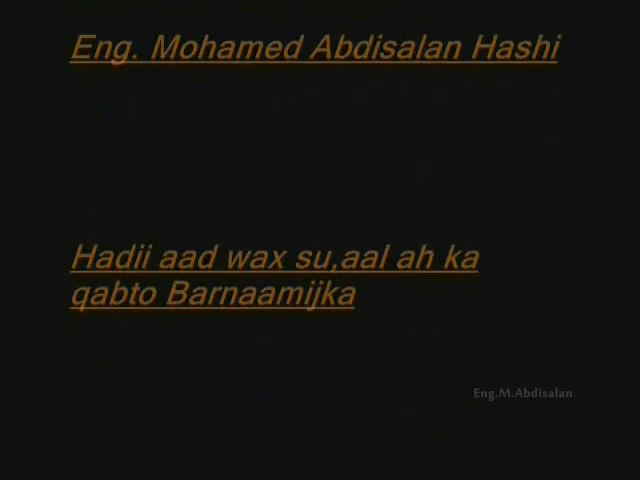 Eng. Mohamed Abdisalan Hashi
Hadii aad wax su,aal ah ka
qabto Barnaamijka
Eng.M.Abdisalan